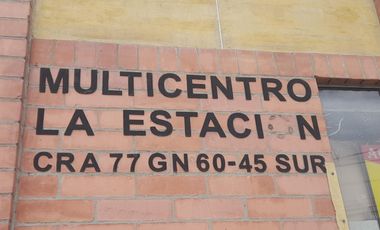 MULTICENTRO
LA ESTACION
CRA 77 GN 60-45 SUR